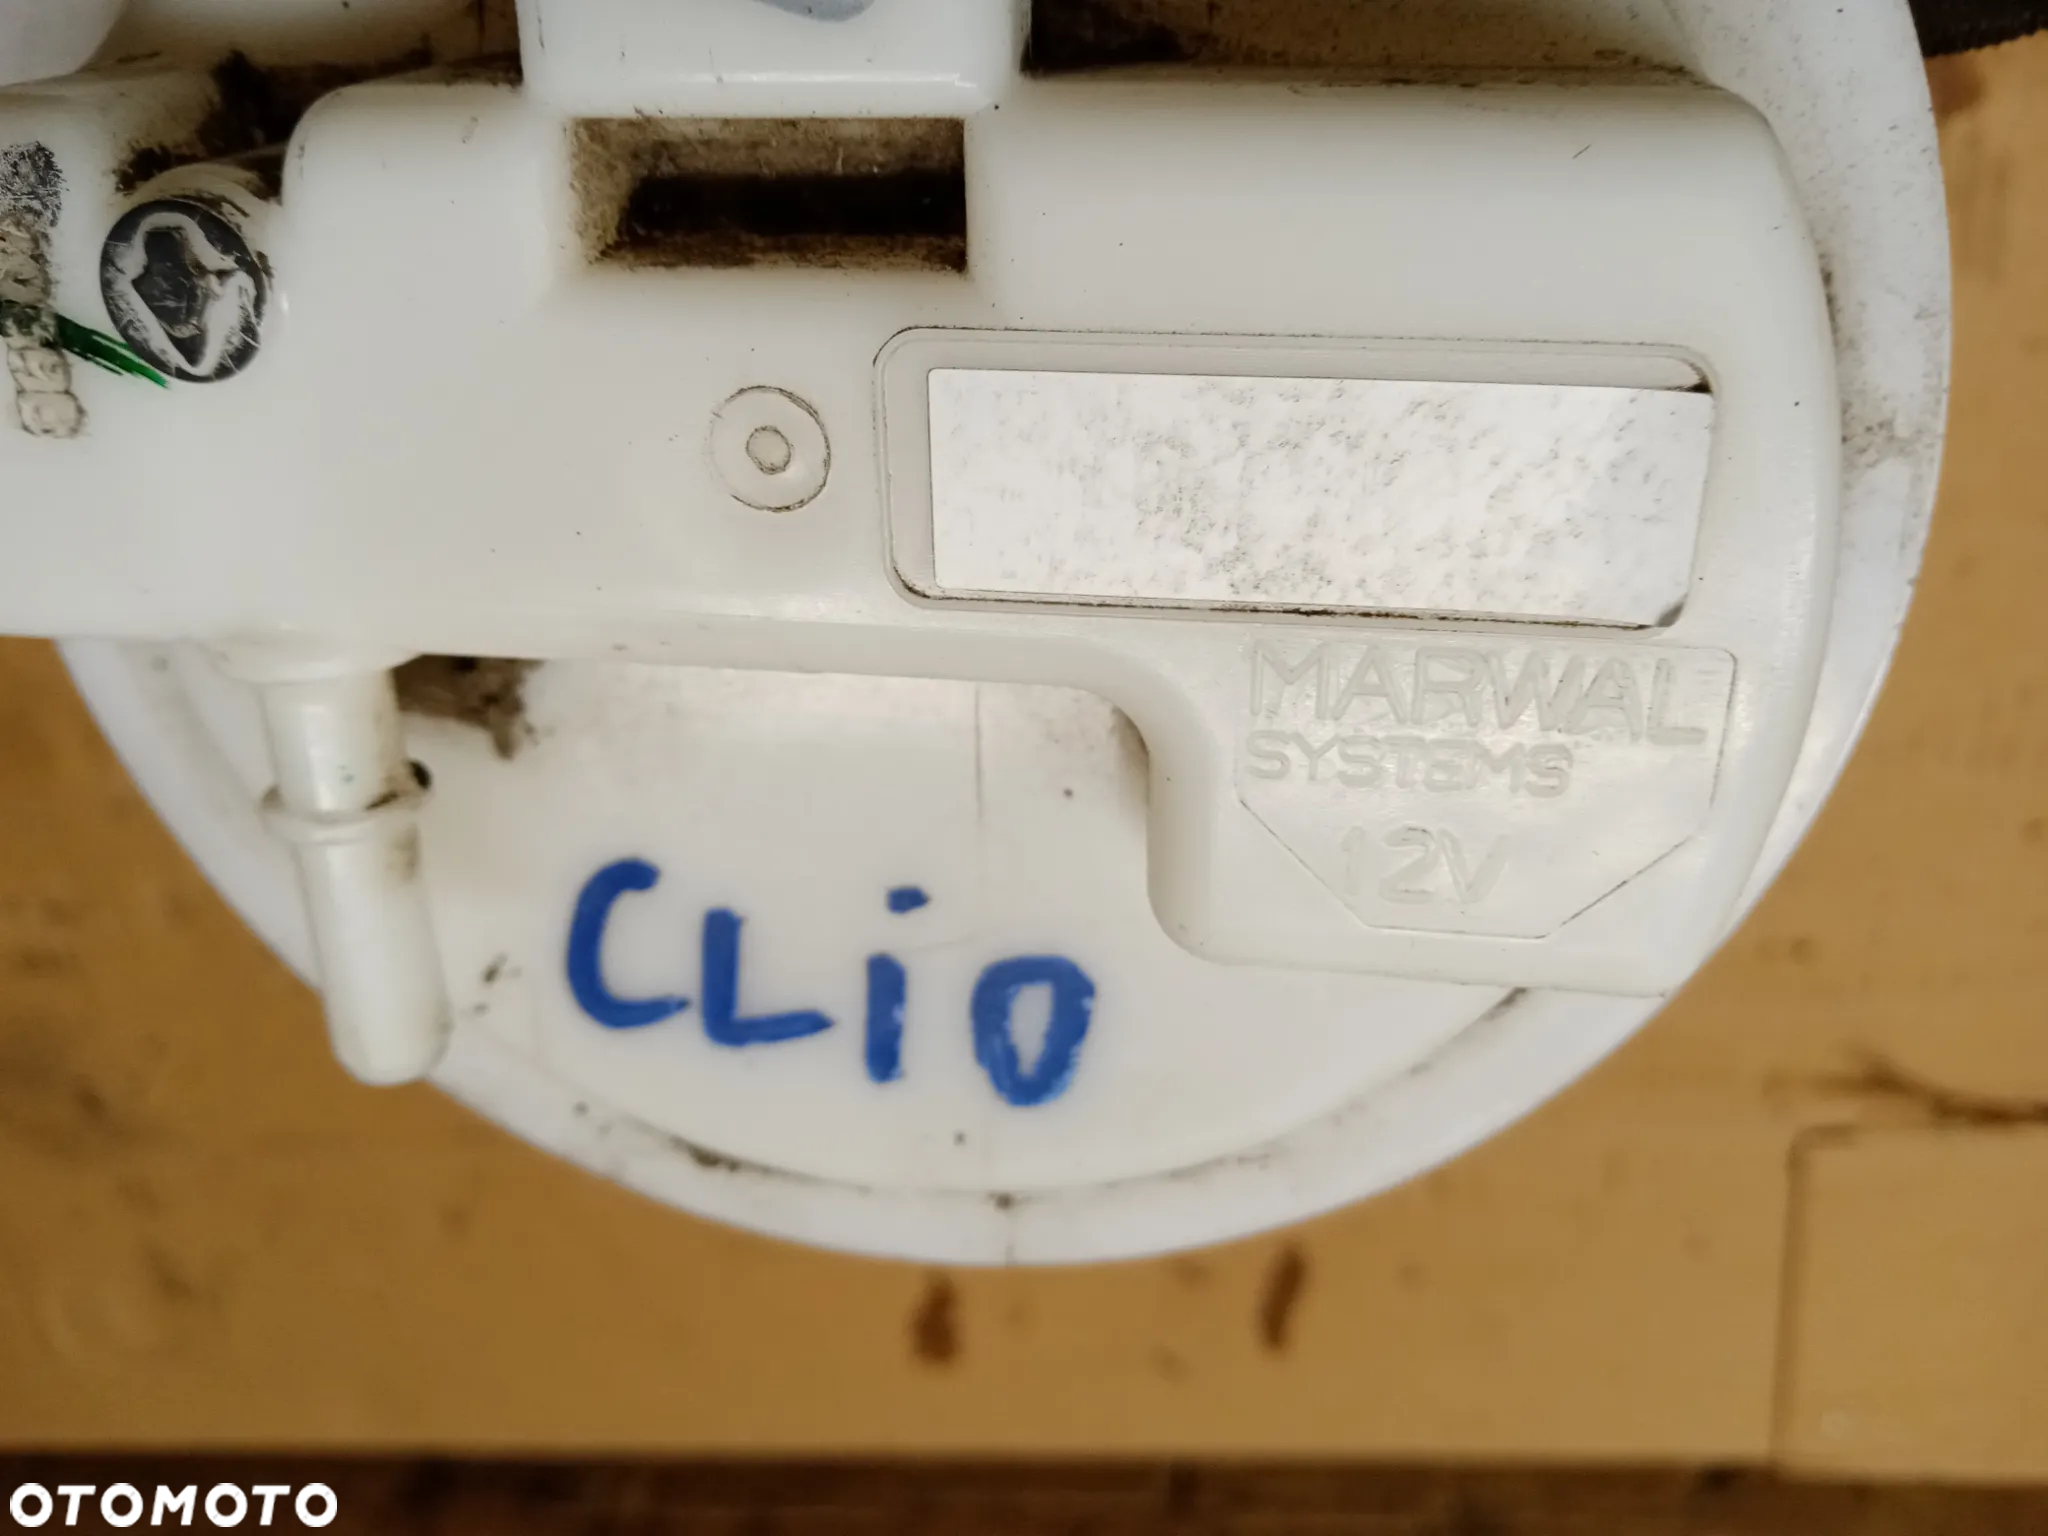 MARWAL
SYSTEMS
12V
CLiO
OTOMOTO